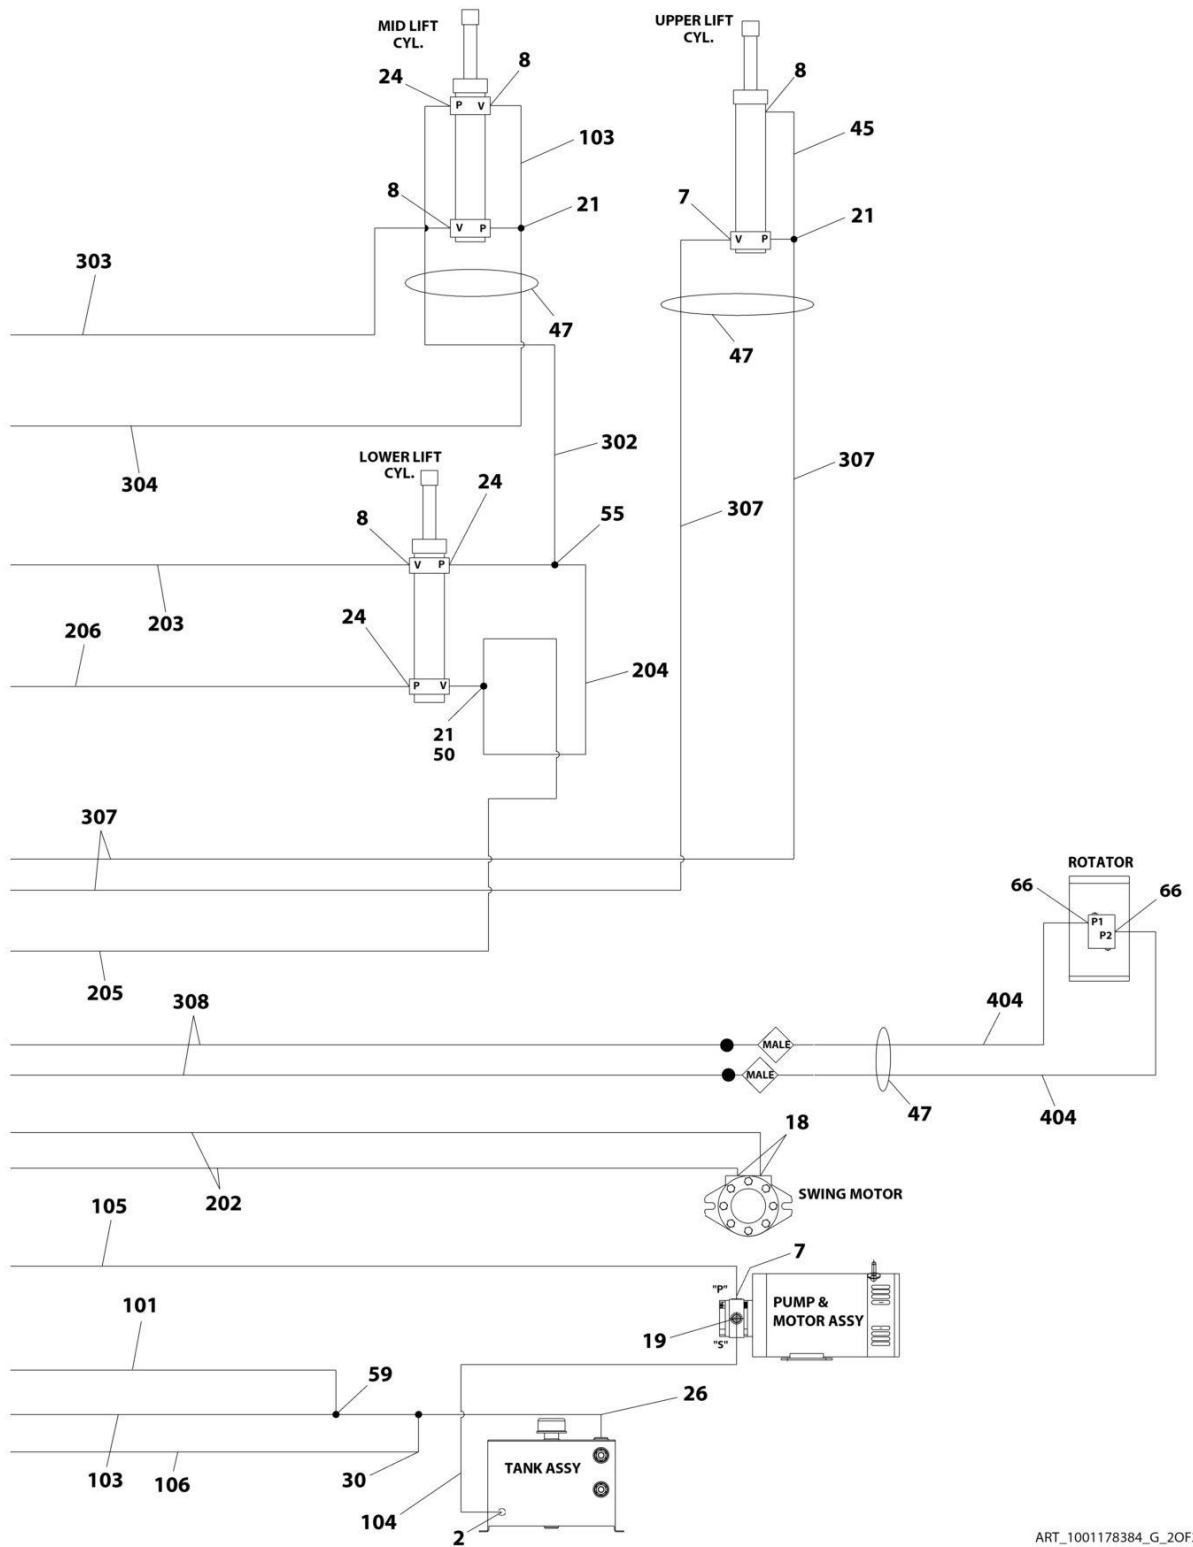 MID LIFT
CYL.
UPPER LIFT
CYL.
8
24
8
P V
103
45
8
7
21
21
V P
V P
303
47
47
304
302
307
LOWER LIFT
CYL.
24
307
8
55
V P
203
24
206
204
P V
21
50
307
ROTATOR
66
66
P1
P2
205
308
404
MALE
MALE
47
404
18
202
SWING MOTOR
105
7
"P"
101
PUMP &
MOTOR ASSY
19
"S"
59
26
TANK ASSY
103
106
30
104
2
ART_1001178384_G_2OF